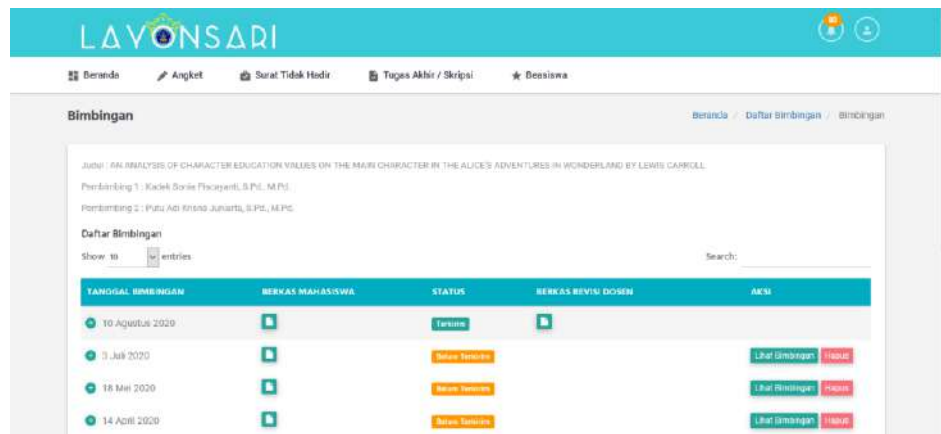 LAVONSARI
Beranda Angket Surat Tidak Hadir Tugas Akhir / Skripsi Beasiswa
Bimbingan Beranda / Daftar Bimbingan / Bimbingan
Judul : AN ANALYSIS OF CHARACTER EDUCATION VALUES ON THE MAIN CHARACTER IN THE ALICE'S ADVENTURES IN WONDERLAND BY LEWIS CARROLL
Pembimbing 1 : Kadek Sonia Piscayanti, S.Pd., M.Pd.
Pembimbing 2 : Putu Adi Krisna Juniarta, S.Pd., M.Pd.
Daftar Bimbingan
Show 10 entries Search:
TANGGAL BIMBINGAN BERKAS MAHASISWA STATUS BERKAS REVISI DOSEN AKSI
10 Agustus 2020 Terkirim
3 Juli 2020 Belum Terkirim Lihat Bimbingan Hapus
18 Mei 2020 Belum Terkirim Lihat Bimbingan Hapus
14 April 2020 Belum Terkirim Lihat Bimbingan Hapus